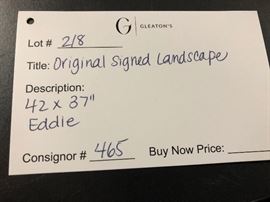 G | GLEATON'S
Lot # 218
Title: Original Signed Landscape
Description:
42 x 37"
Eddie
Consignor # 465 Buy Now Price: